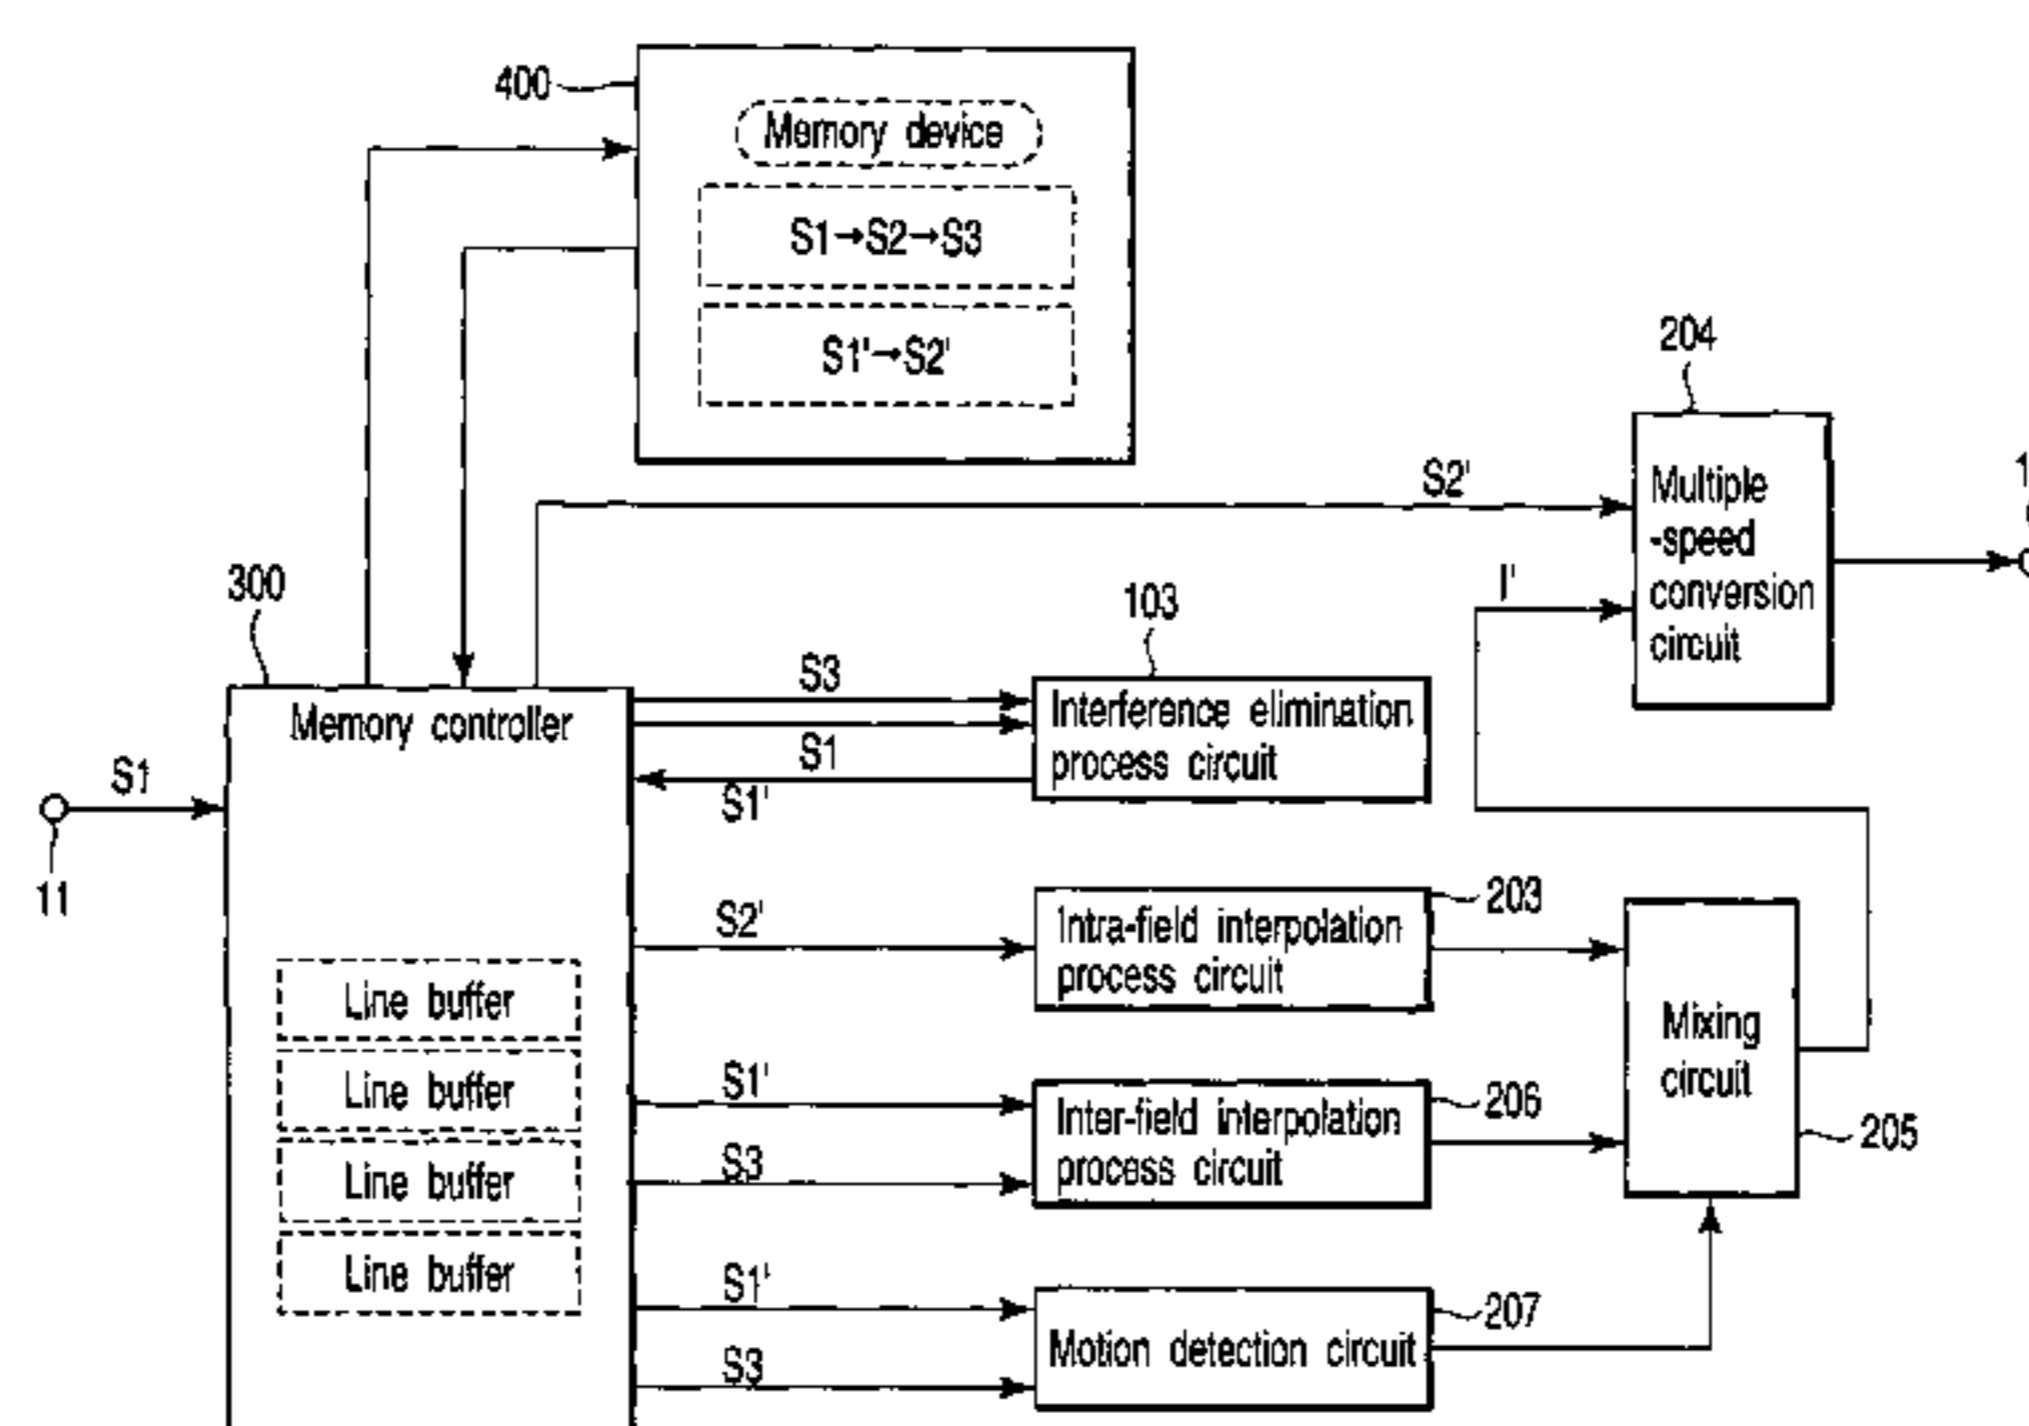 400
Memory device
S1→S2→S3
S1'→S2'
204
S2'
Multiple
-speed
conversion
circuit
1
I'
300
103
Memory controller
S3
S1
S1'
Interference elimination
process circuit
S1
11
S2'
Intra-field interpolation
process circuit
203
Line buffer
Line buffer
Line buffer
Line buffer
Mixing
circuit
205
S1'
S3
Inter-field interpolation
process circuit
206
S1'
S3
Motion detection circuit
207